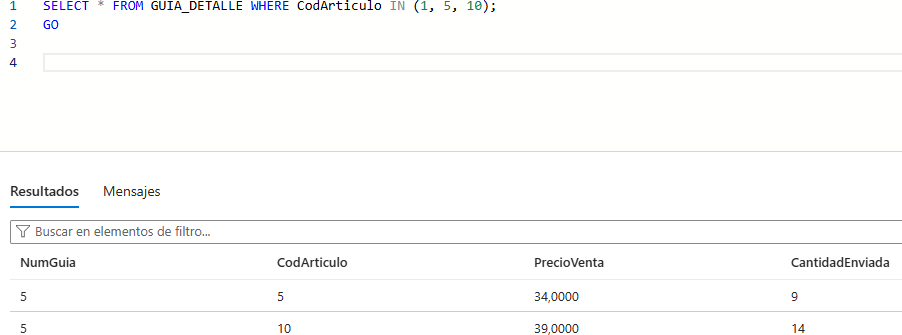 1 SELECT * FROM GUIA_DETALLE WHERE CodArticulo IN (1, 5, 10);
2 GO
3
4
Resultados Mensajes
Buscar en elementos de filtro...
NumGuia CodArticulo PrecioVenta CantidadEnviada
5 5 34,0000 9
5 10 39,0000 14